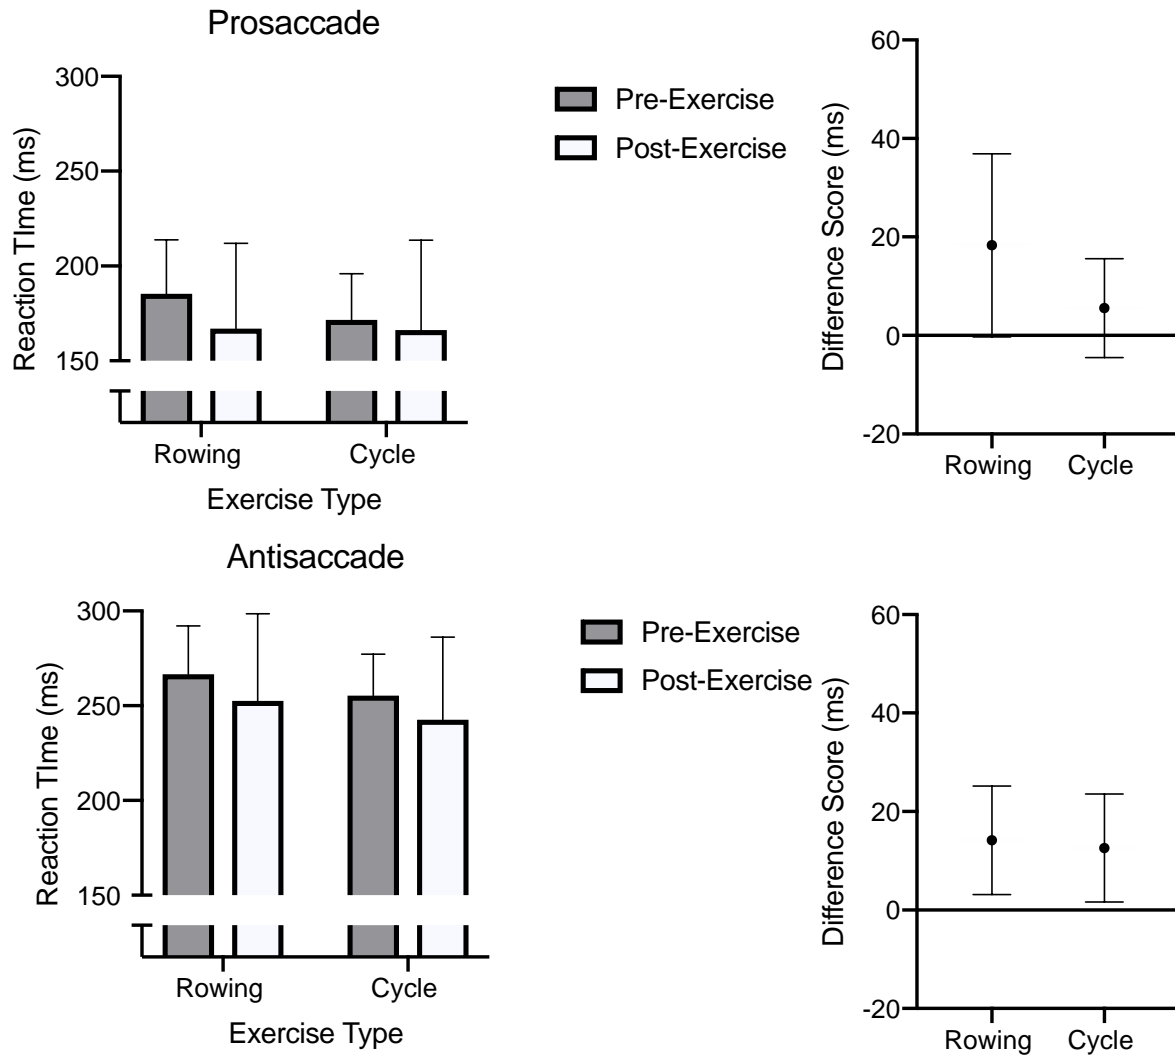 Prosaccade
300
250
200
150
Reaction TIme (ms)
Rowing Cycle
Exercise Type
Pre-Exercise
Post-Exercise
60
40
20
0
-20
Difference Score (ms)
Rowing Cycle
Antisaccade
300
250
200
150
Reaction TIme (ms)
Rowing Cycle
Exercise Type
Pre-Exercise
Post-Exercise
60
40
20
0
-20
Difference Score (ms)
Rowing Cycle